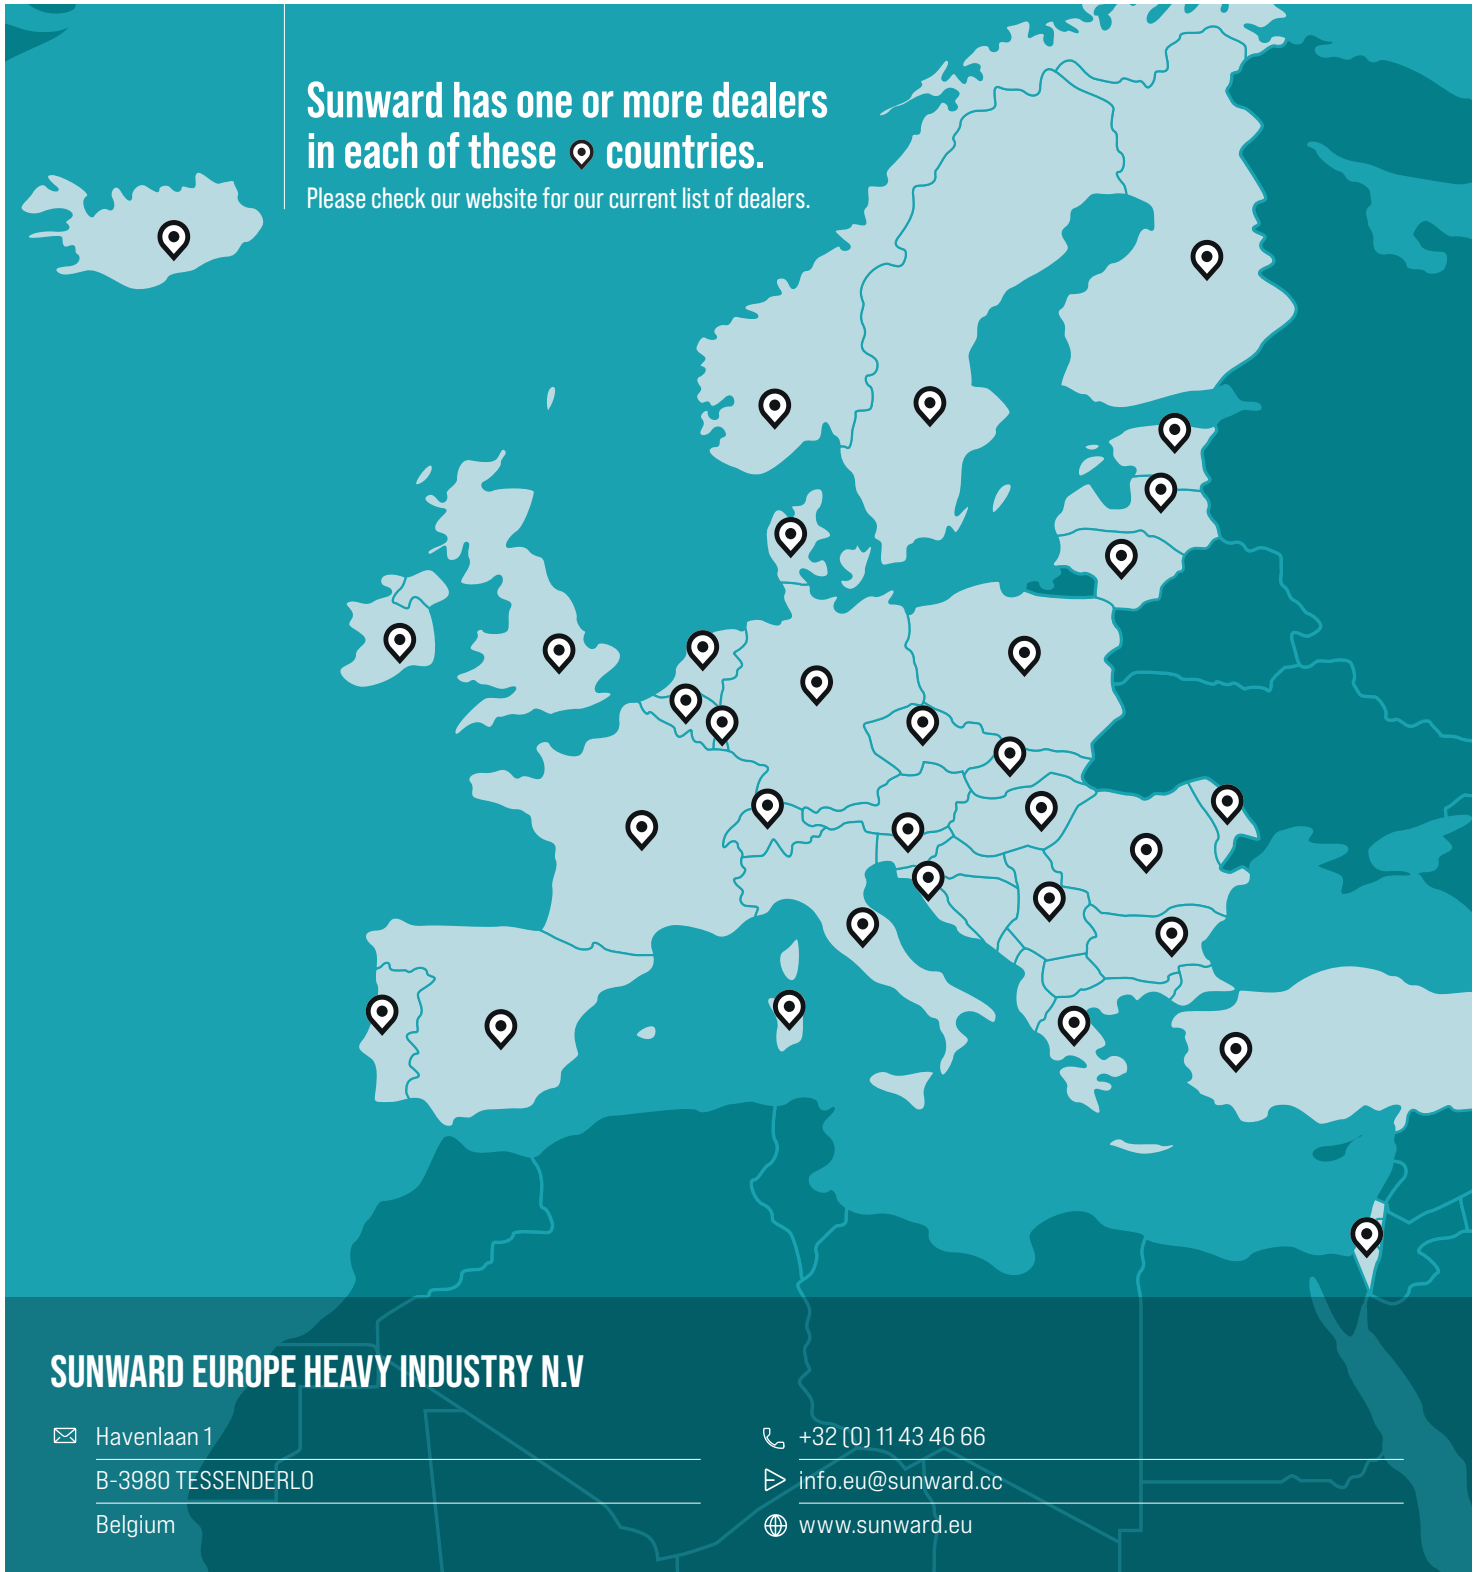 Sunward has one or more dealers
in each of these countries.
Please check our website for our current list of dealers.
SUNWARD EUROPE HEAVY INDUSTRY N.V
Havenlaan 1
B-3980 TESSENDERLO
Belgium
+32 (0) 11 43 46 66
info.eu@sunward.cc
www.sunward.eu